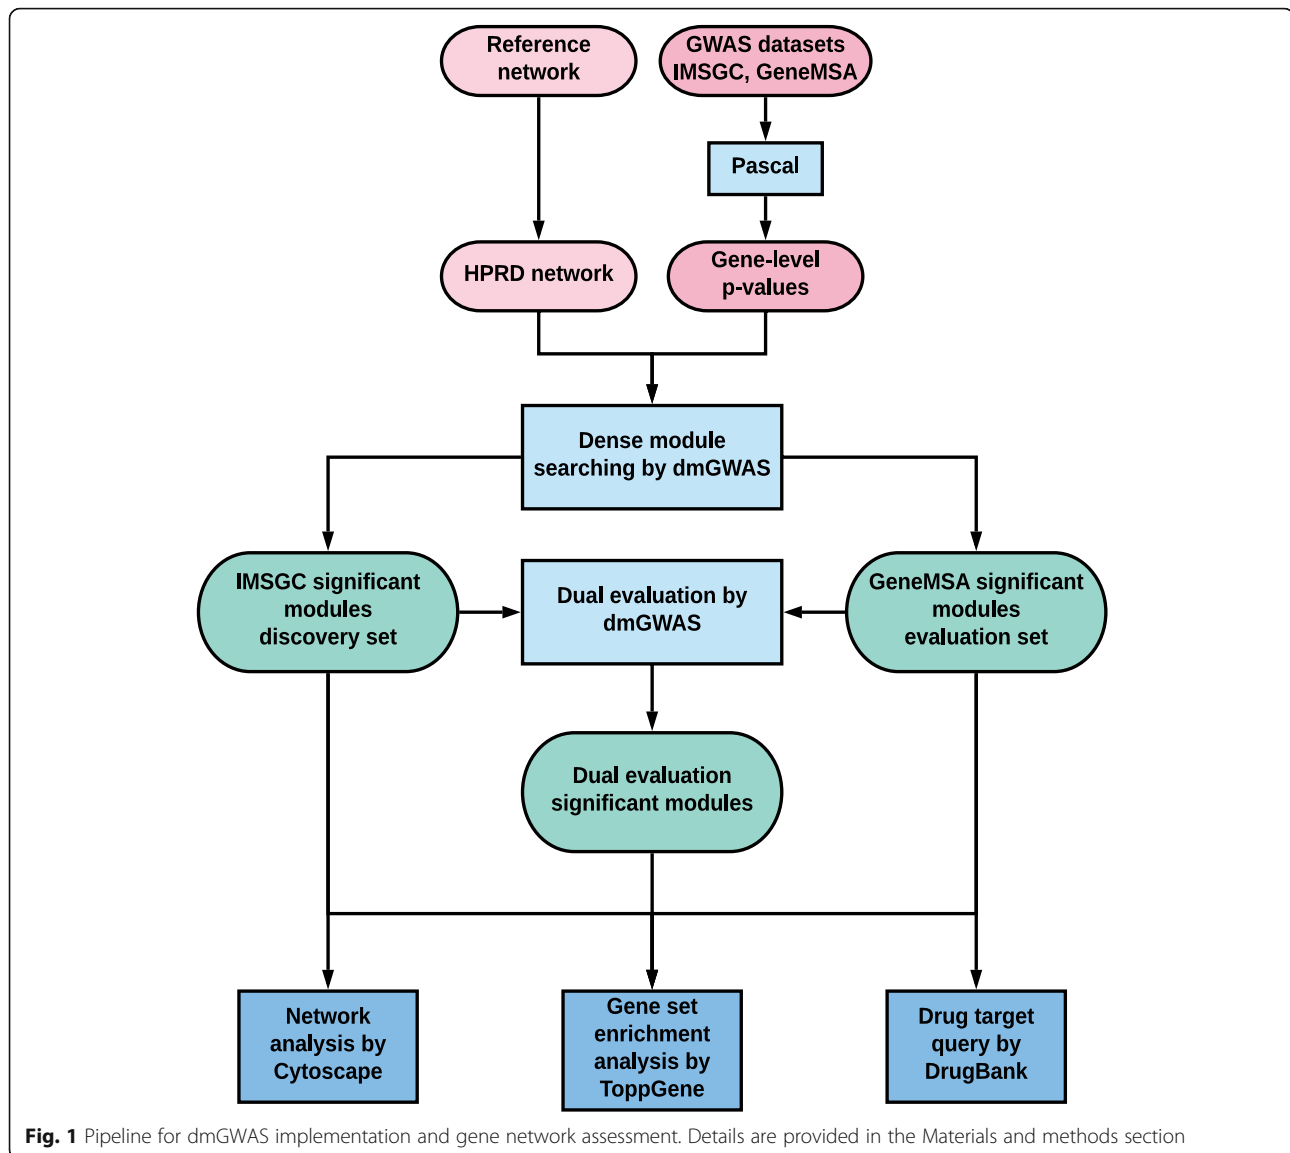 Reference
network
GWAS datasets
IMSGC, GeneMSA
Pascal
HPRD network
Gene-level
p-values
Dense module
searching by dmGWAS
IMSGC significant
modules
discovery set
Dual evaluation by
dmGWAS
GeneMSA significant
modules
evaluation set
Dual evaluation
significant modules
Network
analysis by
Cytoscape
Gene set
enrichment
analysis by
ToppGene
Drug target
query by
DrugBank
Fig. 1 Pipeline for dmGWAS implementation and gene network assessment. Details are provided in the Materials and methods section